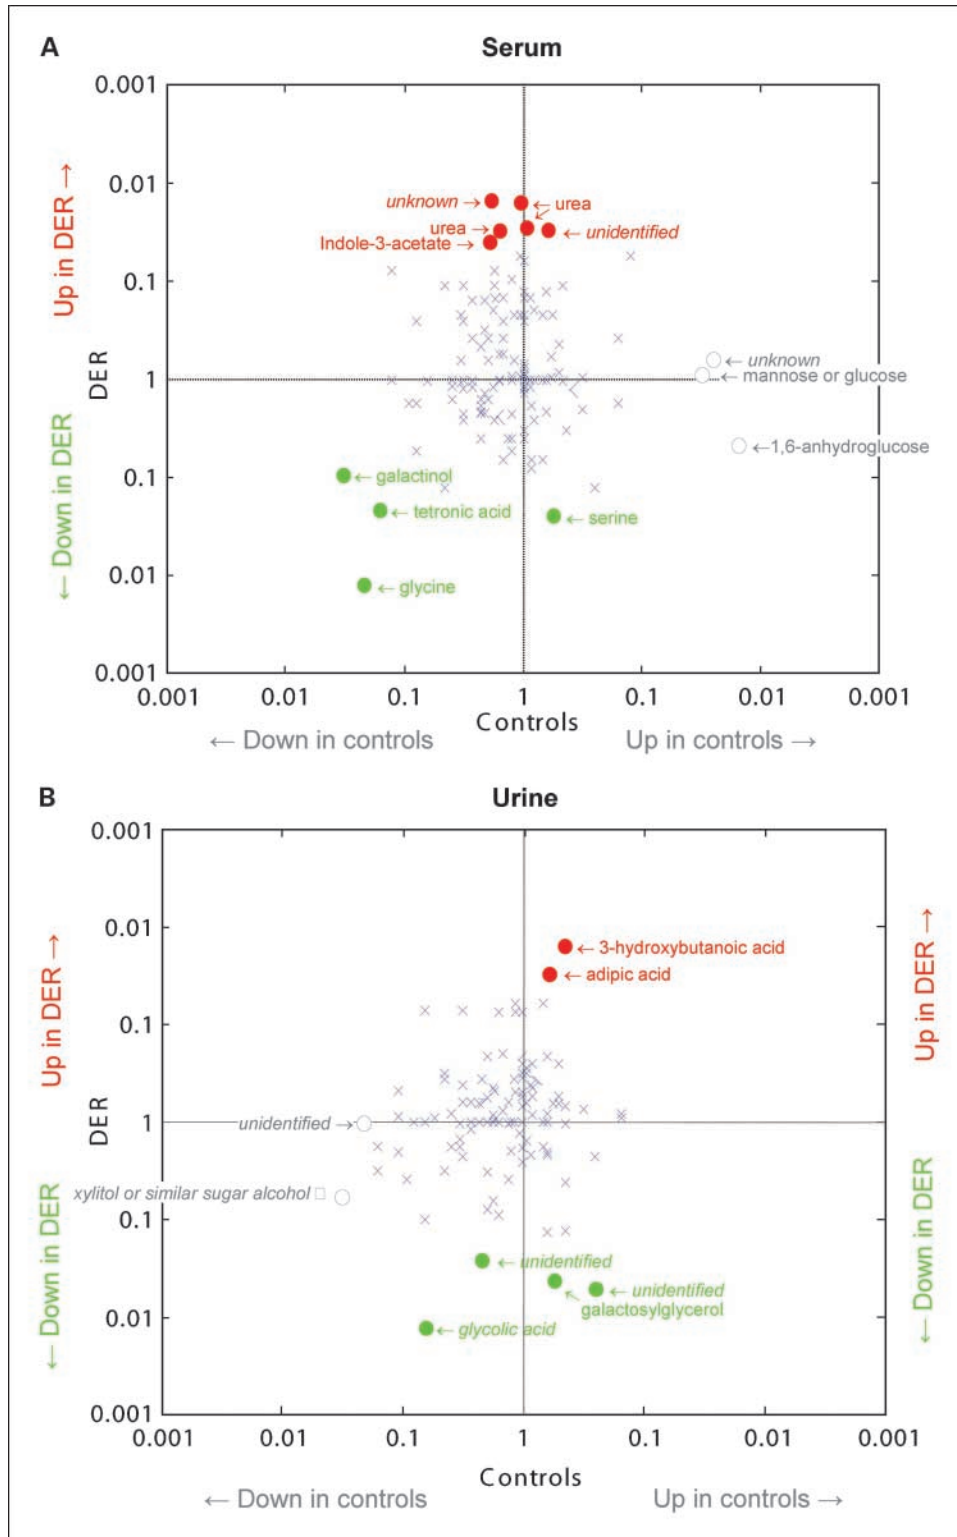 A
Serum
0.001
0.01
0.1
1
0.1
0.01
0.001
Up in DER →
DER
← Down in DER
unknown →
← urea
urea →
← unidentified
Indole-3-acetate →
← unknown
← mannose or glucose
←1,6-anhydroglucose
← galactinol
← tetronic acid
← serine
← glycine
0.001 0.01 0.1 1 0.1 0.01 0.001
Controls
← Down in controls Up in controls →
B
Urine
0.001
0.01
0.1
1
0.1
0.01
0.001
Up in DER →
DER
← Down in DER
← 3-hydroxybutanoic acid
← adipic acid
unidentified →
xylitol or similar sugar alcohol □
← unidentified
← unidentified
galactosylglycerol
← glycolic acid
Up in DER →
← Down in DER
0.001 0.01 0.1 1 0.1 0.01 0.001
Controls
← Down in controls Up in controls →